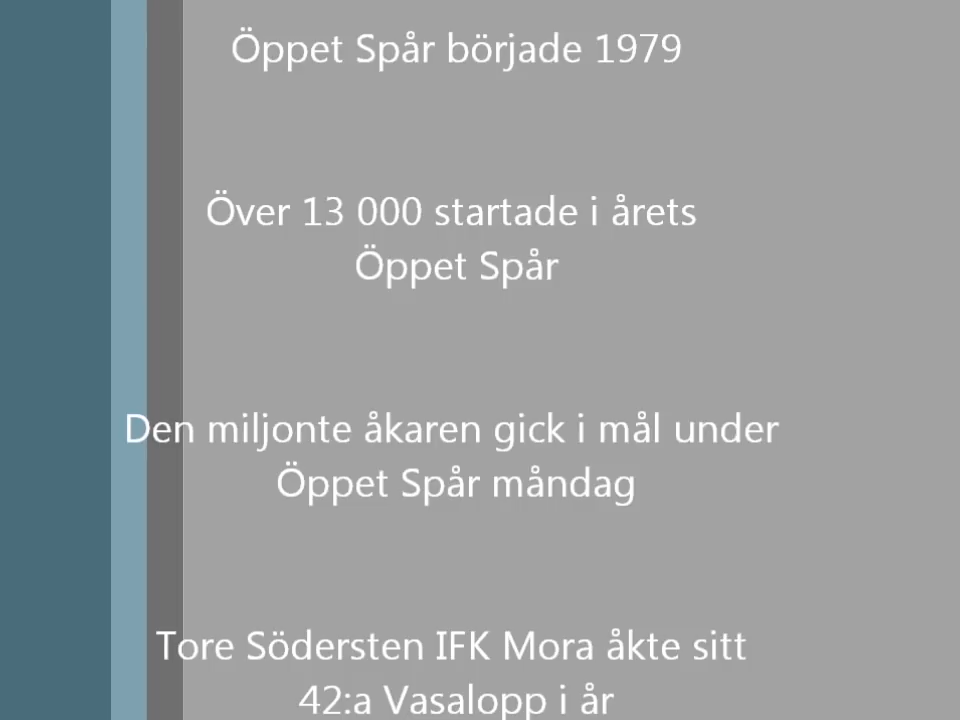 Öppet Spår började 1979
Över 13 000 startade i årets
Öppet Spår
Den miljonte åkaren gick i mål under
Öppet Spår måndag
Tore Södersten IFK Mora åkte sitt
42:a Vasalopp i år